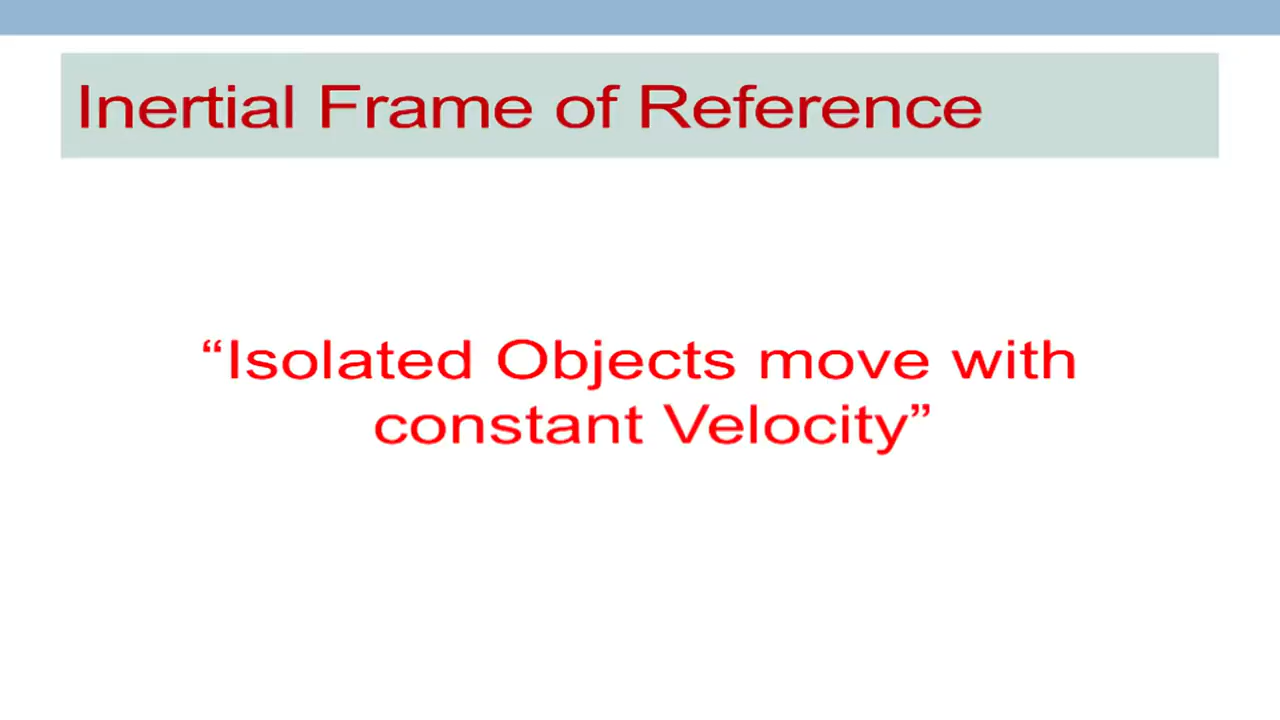 Inertial Frame of Reference
“Isolated Objects move with
constant Velocity”